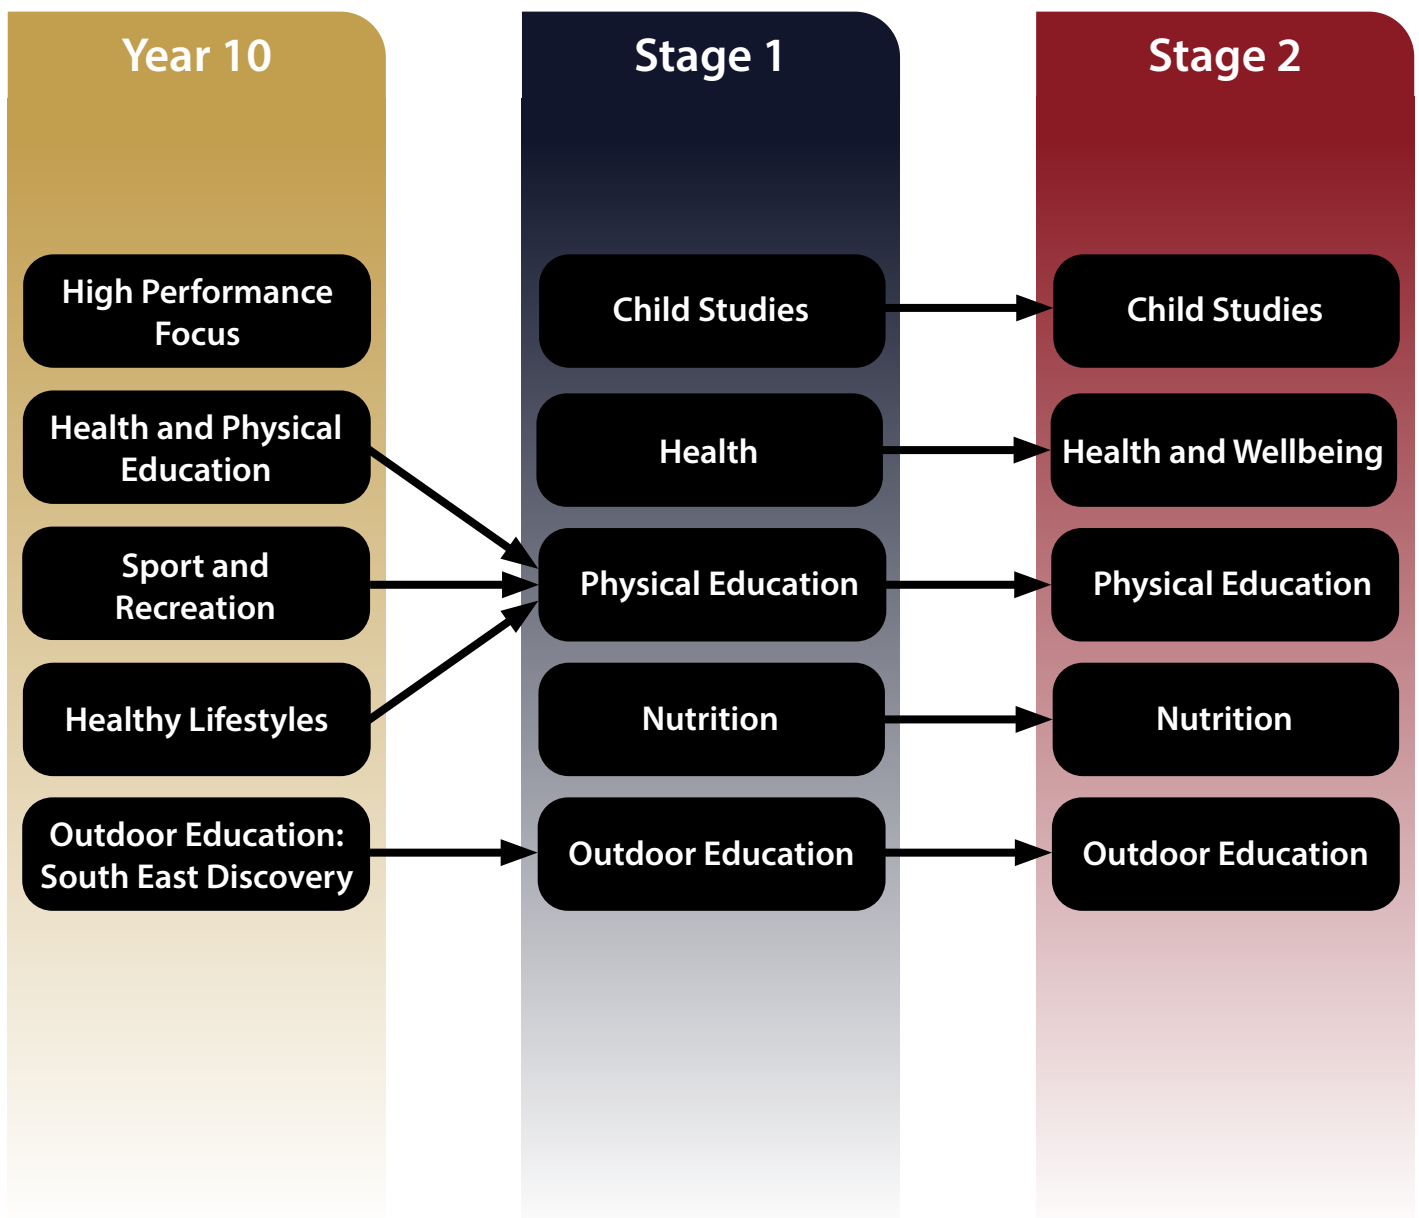 Year 10
High Performance
Focus
Health and Physical
Education
Sport and
Recreation
Healthy Lifestyles
Outdoor Education:
South East Discovery
Stage 1
Child Studies
Health
Physical Education
Nutrition
Outdoor Education
Stage 2
Child Studies
Health and Wellbeing
Physical Education
Nutrition
Outdoor Education